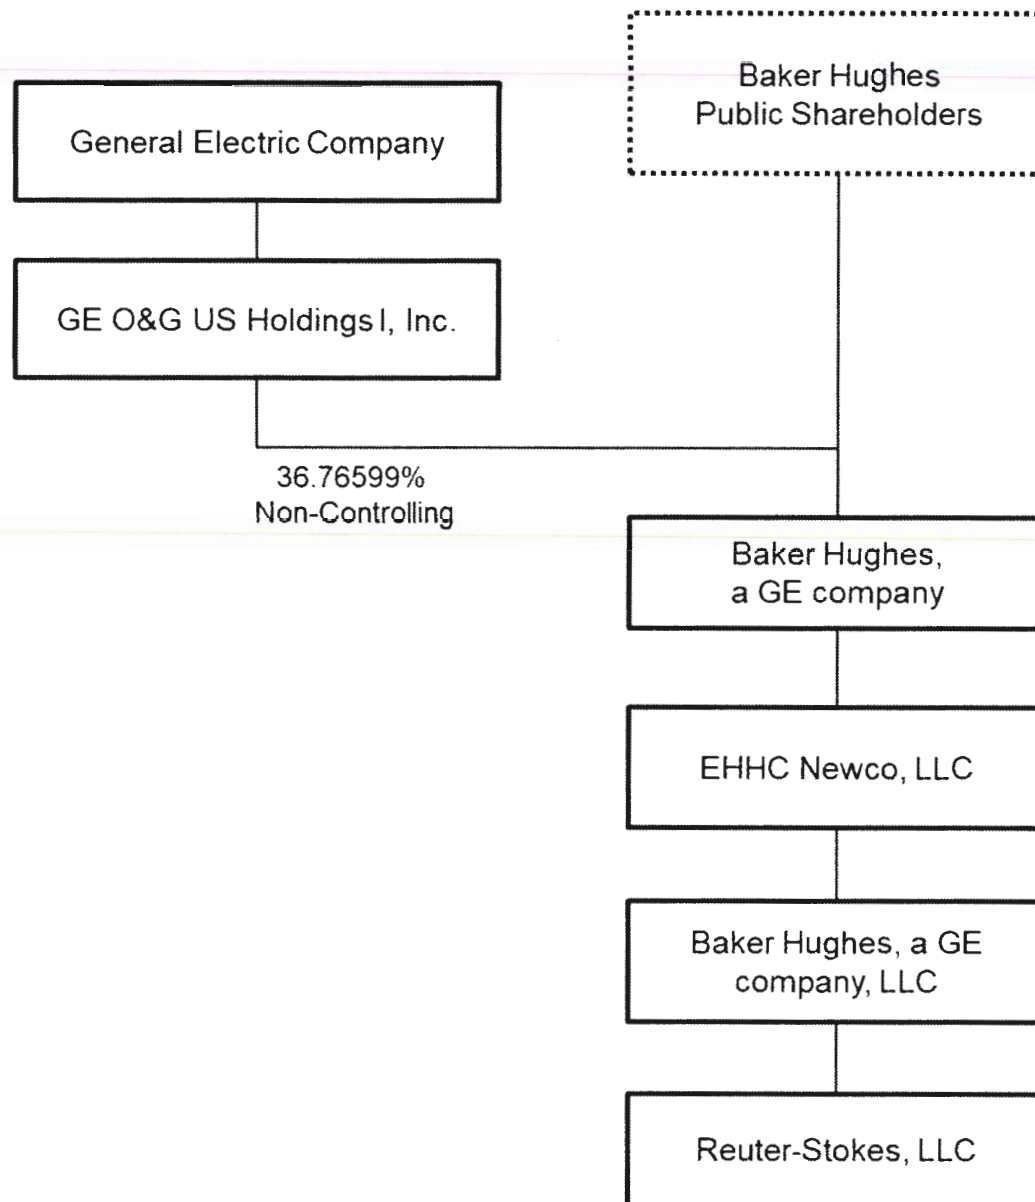 Baker Hughes
Public Shareholders
General Electric Company
GE O&G US Holdings I, Inc.
36.76599%
Non-Controlling
Baker Hughes,
a GE company
EHHC Newco, LLC
Baker Hughes, a GE
company, LLC
Reuter-Stokes, LLC